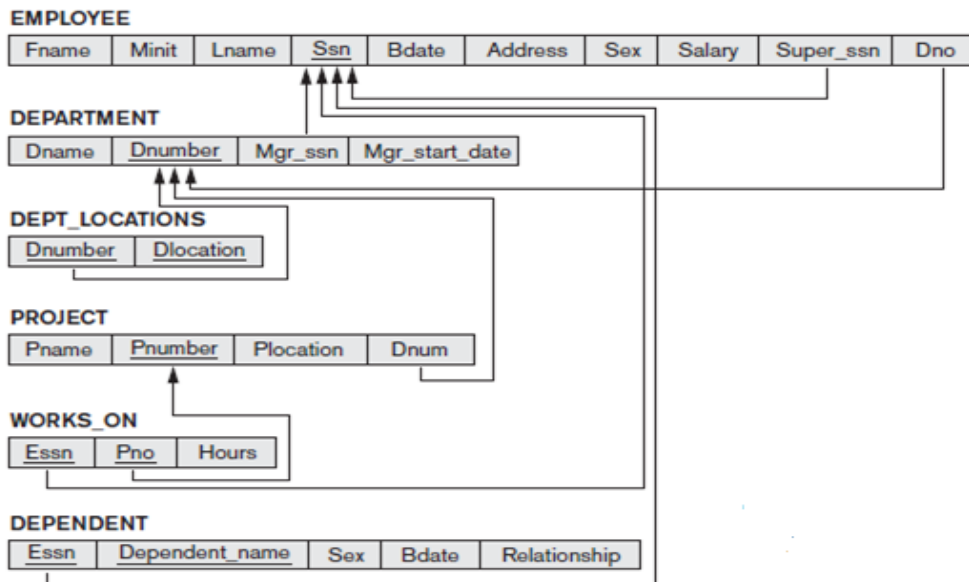 EMPLOYEE
Fname Minit Lname Ssn Bdate Address Sex Salary Super_ssn Dno
DEPARTMENT
Dname Dnumber Mgr_ssn Mgr_start_date
DEPT_LOCATIONS
Dnumber Dlocation
PROJECT
Pname Pnumber Plocation Dnum
WORKS_ON
Essn Pno Hours
DEPENDENT
Essn Dependent_name Sex Bdate Relationship